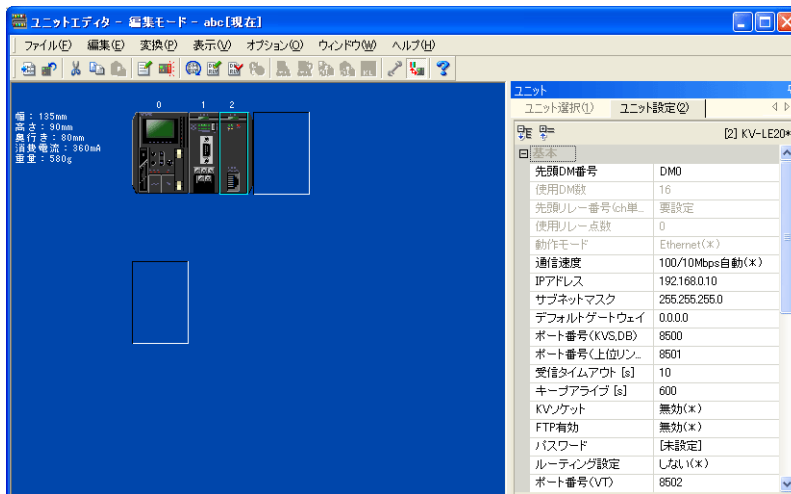 ユニットエディタ - 編集モード - abc[現在]
ファイル(F) 編集(E) 変換(P) 表示(V) オプション(O) ウィンドウ(W) ヘルプ(H)
幅：135mm
高さ：90mm
奥行き：80mm
消費電流：360mA
重量：580g
0 1 2
ユニット
ユニット選択(1) ユニット設定(2)
[2] KV-LE20*
基本
先頭DM番号 DM0
使用DM数 16
先頭リレー番号(ch単... 要設定
使用リレー点数 0
動作モード Ethernet(*)
通信速度 100/10Mbps自動(*)
IPアドレス 192.168.0.10
サブネットマスク 255.255.255.0
デフォルトゲートウェイ 0.0.0.0
ポート番号(KVS,DB) 8500
ポート番号(上位リン... 8501
受信タイムアウト [s] 10
キープアライブ [s] 600
KVソケット 無効(*)
FTP有効 無効(*)
パスワード [未設定]
ルーティング設定 しない(*)
ポート番号(VT) 8502